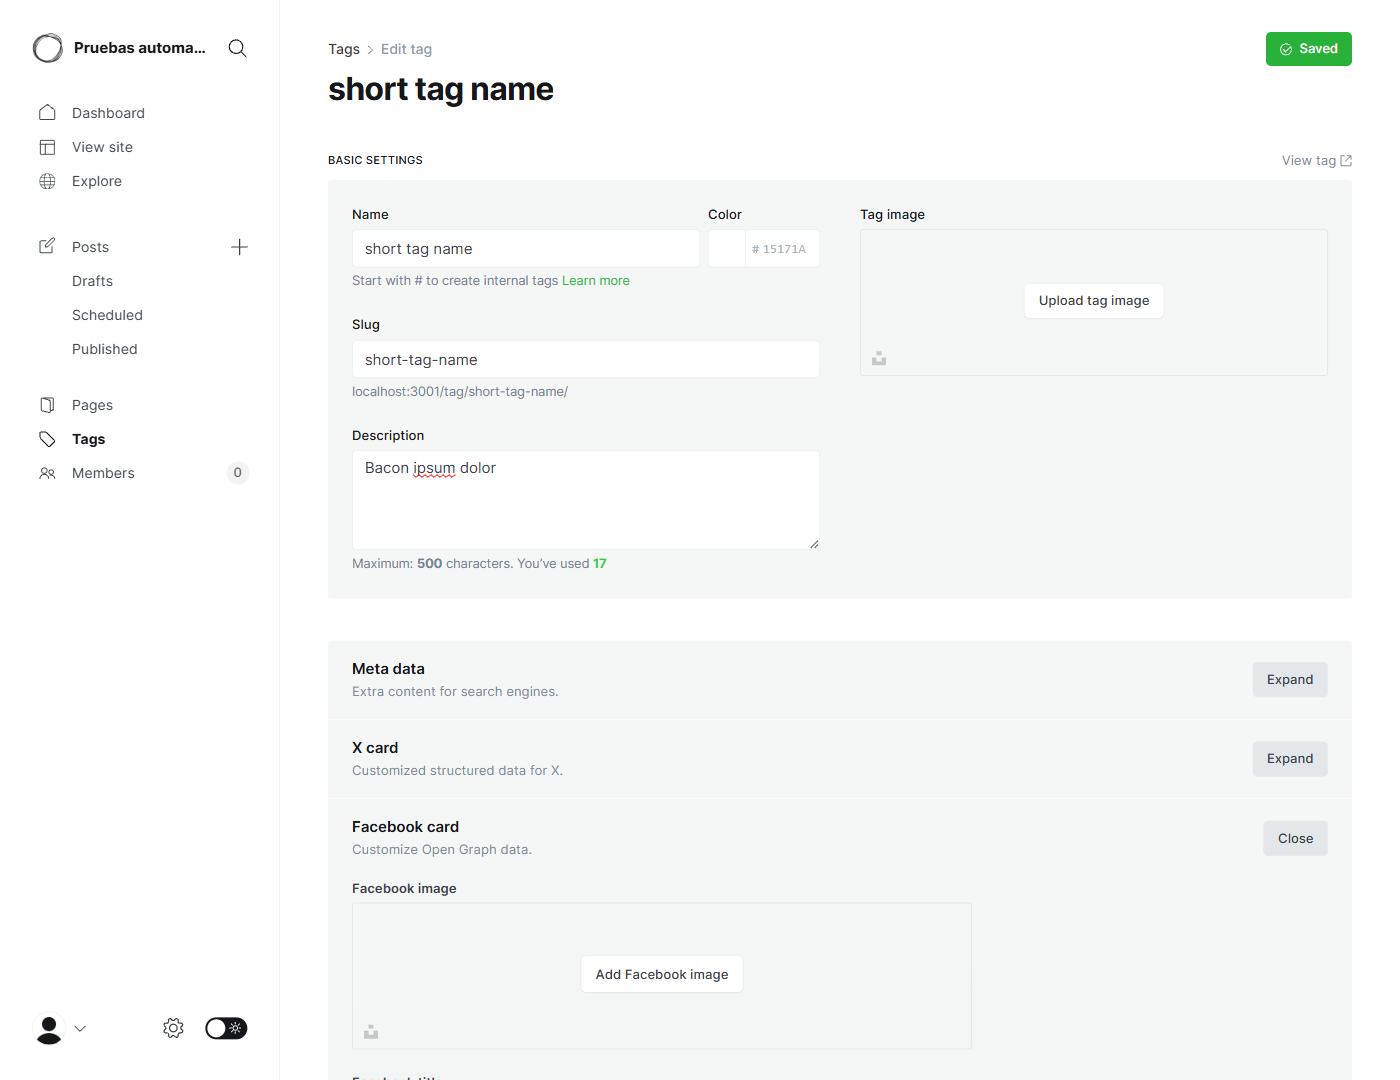 Pruebas automa...
Dashboard
View site
Explore
Posts
Drafts
Scheduled
Published
Pages
Tags
Members
0
Tags > Edit tag
Saved
short tag name
BASIC SETTINGS
View tag
Name
short tag name
Start with # to create internal tags Learn more
Color
# 15171A
Slug
short-tag-name
localhost:3001/tag/short-tag-name/
Description
Bacon ipsum dolor
Maximum: 500 characters. You’ve used 17
Tag image
Upload tag image
Meta data
Extra content for search engines.
Expand
X card
Customized structured data for X.
Expand
Facebook card
Customize Open Graph data.
Close
Facebook image
Add Facebook image